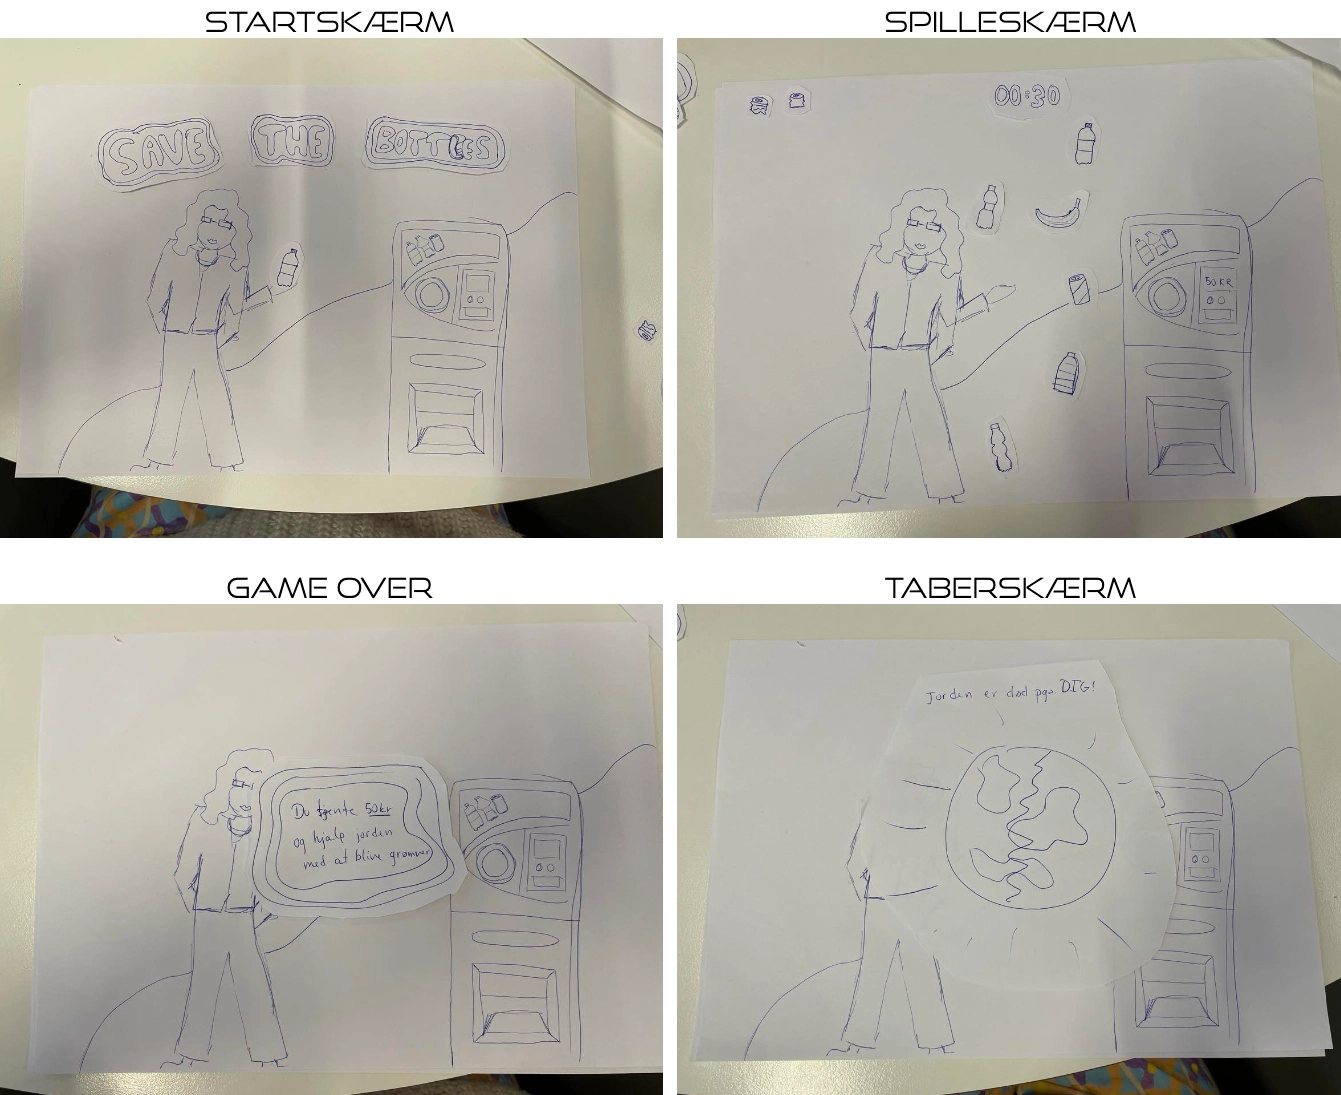 STARTSKÆRM
SPILLESKÆRM
SAVE THE BOTTLES
00:30
50 KR
GAME OVER
TABERSKÆRM
Du tjente 50kr
og hjalp jorden
med at blive grønnere
Jorden er død pga DIG!